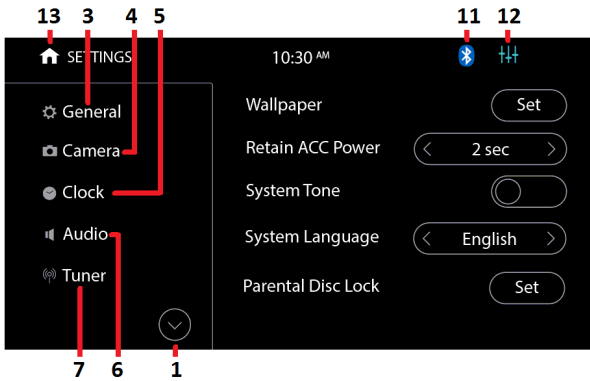 13 3 4 5 11 12
SETTINGS 10:30 AM
General
Camera
Clock
Audio
Tuner
Wallpaper Set
Retain ACC Power 2 sec
System Tone
System Language English
Parental Disc Lock Set
7 6 1